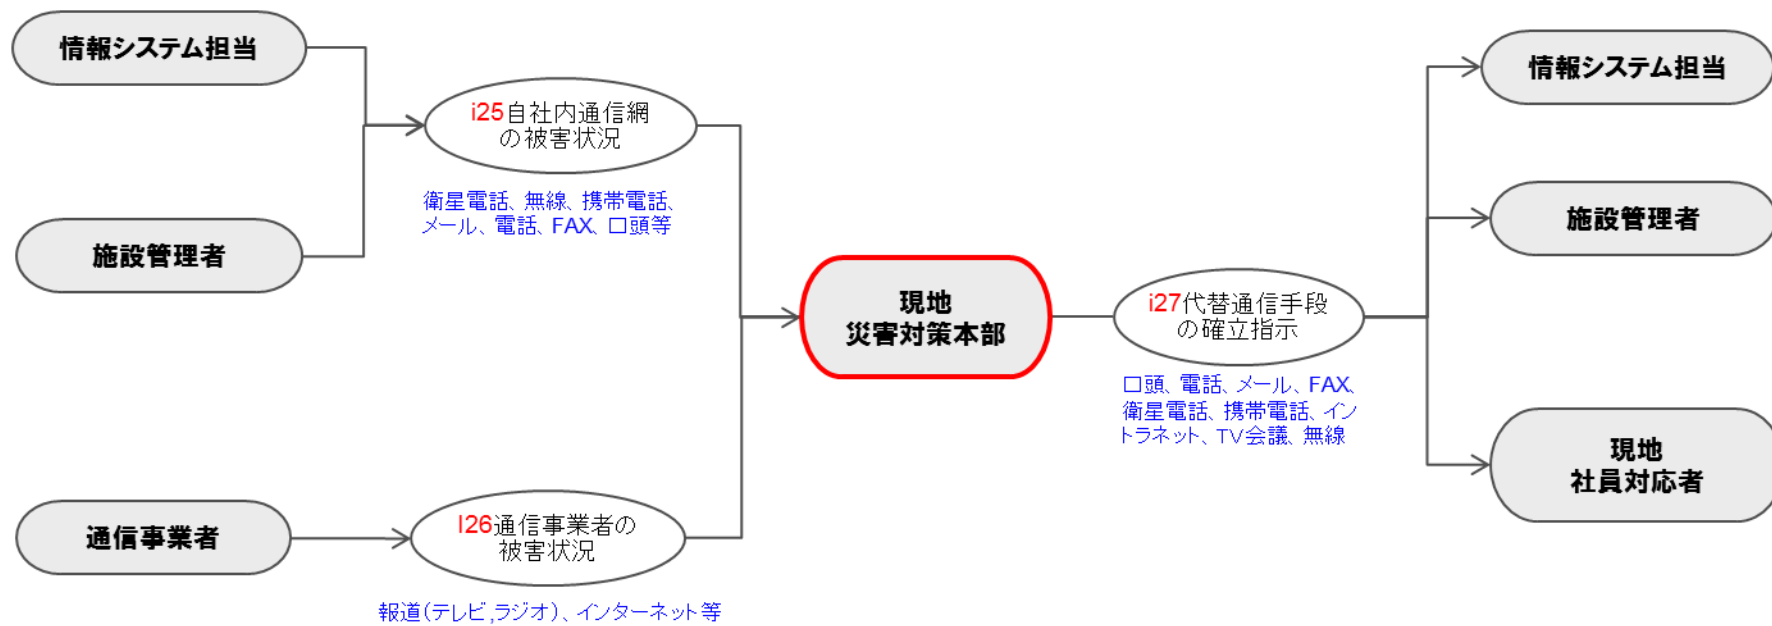 情報システム担当
i25自社内通信網
の被害状況
衛星電話、無線、携帯電話、
メール、電話、FAX、口頭等
施設管理者
通信事業者
I26通信事業者の
被害状況
報道(テレビ,ラジオ)、インターネット等
現地
災害対策本部
i27代替通信手段
の確立指示
口頭、電話、メール、FAX、
衛星電話、携帯電話、イン
トラネット、TV会議、無線
情報システム担当
施設管理者
現地
社員対応者